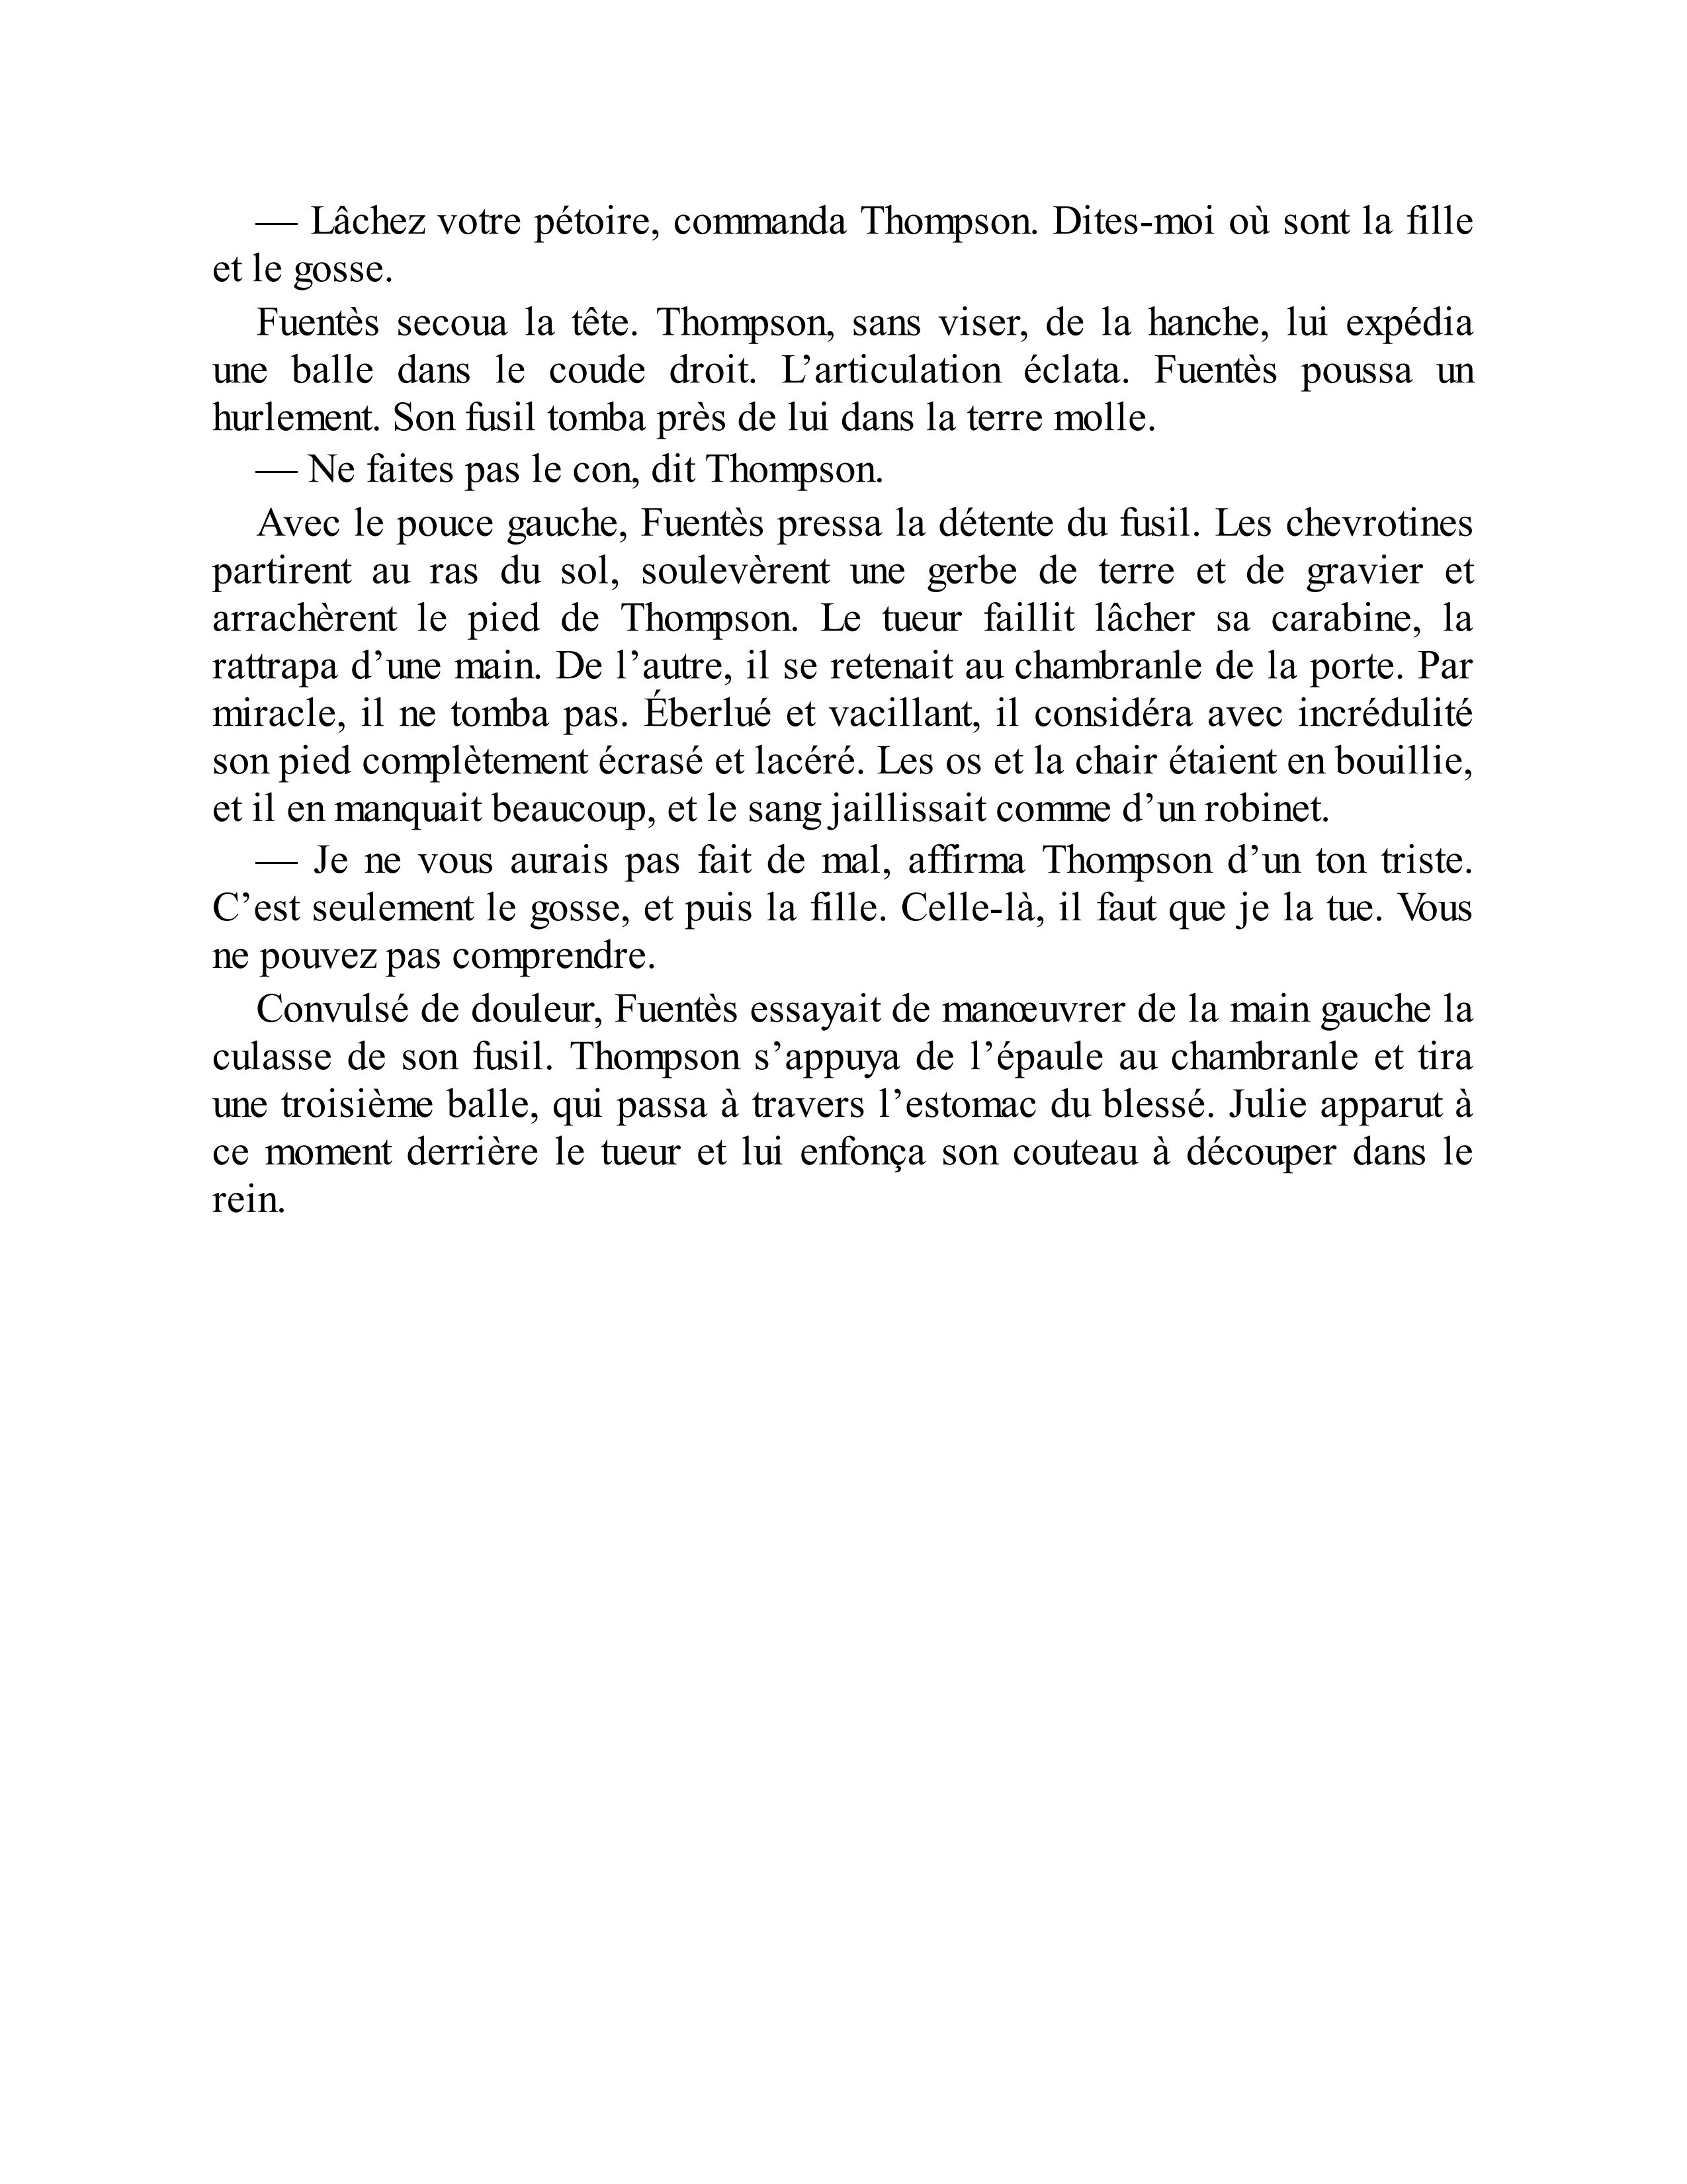 — Lâchez votre pétoire, commanda Thompson. Dites-moi où sont la fille
et le gosse.
Fuentès secoua la tête. Thompson, sans viser, de la hanche, lui expédia
une balle dans le coude droit. L’articulation éclata. Fuentès poussa un
hurlement. Son fusil tomba près de lui dans la terre molle.
— Ne faites pas le con, dit Thompson.
Avec le pouce gauche, Fuentès pressa la détente du fusil. Les chevrotines
partirent au ras du sol, soulevèrent une gerbe de terre et de gravier et
arrachèrent le pied de Thompson. Le tueur faillit lâcher sa carabine, la
rattrapa d’une main. De l’autre, il se retenait au chambranle de la porte. Par
miracle, il ne tomba pas. Éberlué et vacillant, il considéra avec incrédulité
son pied complètement écrasé et lacéré. Les os et la chair étaient en bouillie,
et il en manquait beaucoup, et le sang jaillissait comme d’un robinet.
— Je ne vous aurais pas fait de mal, affirma Thompson d’un ton triste.
C’est seulement le gosse, et puis la fille. Celle-là, il faut que je la tue. Vous
ne pouvez pas comprendre.
Convulsé de douleur, Fuentès essayait de manœuvrer de la main gauche la
culasse de son fusil. Thompson s’appuya de l’épaule au chambranle et tira
une troisième balle, qui passa à travers l’estomac du blessé. Julie apparut à
ce moment derrière le tueur et lui enfonça son couteau à découper dans le
rein.